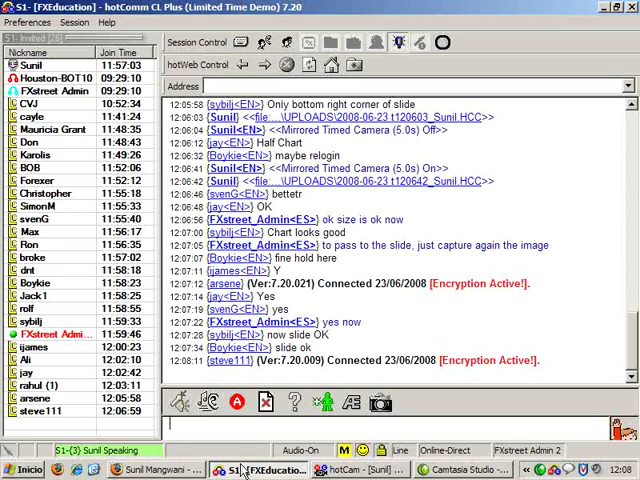 S1- [FXEducation] - hotComm CL Plus (Limited Time Demo) 7.20
Preferences Session Help
S1- Invited [28]
Nickname Join Time
Sunil 11:57:03
Houston-BOT10 09:29:10
FXstreet Admin 09:29:10
CVJ 10:52:34
cayle 11:24:14
Mauricia Grant 11:48:35
Don 11:48:43
Karolis 11:49:29
BOB 11:52:06
Forexer 11:52:10
Christopher 11:52:18
SimonM 11:55:33
svenG 11:55:40
Max 11:56:17
Ron 11:56:35
broke 11:57:02
dnt 11:58:18
Boykie 11:58:23
Jack1 11:58:28
rolf 11:58:55
sybilj 11:59:33
FXstreet Admi... 11:59:46
ijames 12:00:23
Ali 12:02:10
jay 12:02:42
rahul (1) 12:03:11
arsene 12:05:58
steve111 12:06:59
Session Control
hotWeb Control
Address
12:05:58 {sybilj<EN>} Only bottom right corner of slide
12:06:03 {Sunil} <<file:...\UPLOADS\2008-06-23 t120603_Sunil.HCC>>
12:06:04 {Sunil<EN>} <<Mirrored Timed Camera (5.0s) Off>>
12:06:12 {jay<EN>} Half Chart
12:06:32 {Boykie<EN>} maybe relogin
12:06:41 {Sunil<EN>} <<Mirrored Timed Camera (5.0s) On>>
12:06:42 {Sunil} <<file:...\UPLOADS\2008-06-23 t120642_Sunil.HCC>>
12:06:46 {svenG<EN>} bettetr
12:06:47 {jay<EN>} OK
12:06:56 {FXstreet_Admin<ES>} ok size is ok now
12:07:00 {sybilj<EN>} Chart looks good
12:07:05 {FXstreet_Admin<ES>} to pass to the slide, just capture again the image
12:07:10 {Boykie<EN>} fine hold here
12:07:11 {ijames<EN>} Y
12:07:12 {arsene} (Ver:7.20.021) Connected 23/06/2008 [Encryption Active!].
12:07:14 {jay<EN>} Yes
12:07:19 {svenG<EN>} yes
12:07:22 {FXstreet_Admin<ES>} yes now
12:07:28 {sybilj<EN>} now slide OK
12:07:34 {Boykie<EN>} slide ok
12:08:11 {steve111} (Ver:7.20.009) Connected 23/06/2008 [Encryption Active!].
S1-{3} Sunil Speaking Audio-On M Line Online-Direct FXstreet Admin 2
Inicio Sunil Mangwani - ... S1- [FXEducatio... hotCam - [Sunil] ... Camtasia Studio -... 12:08